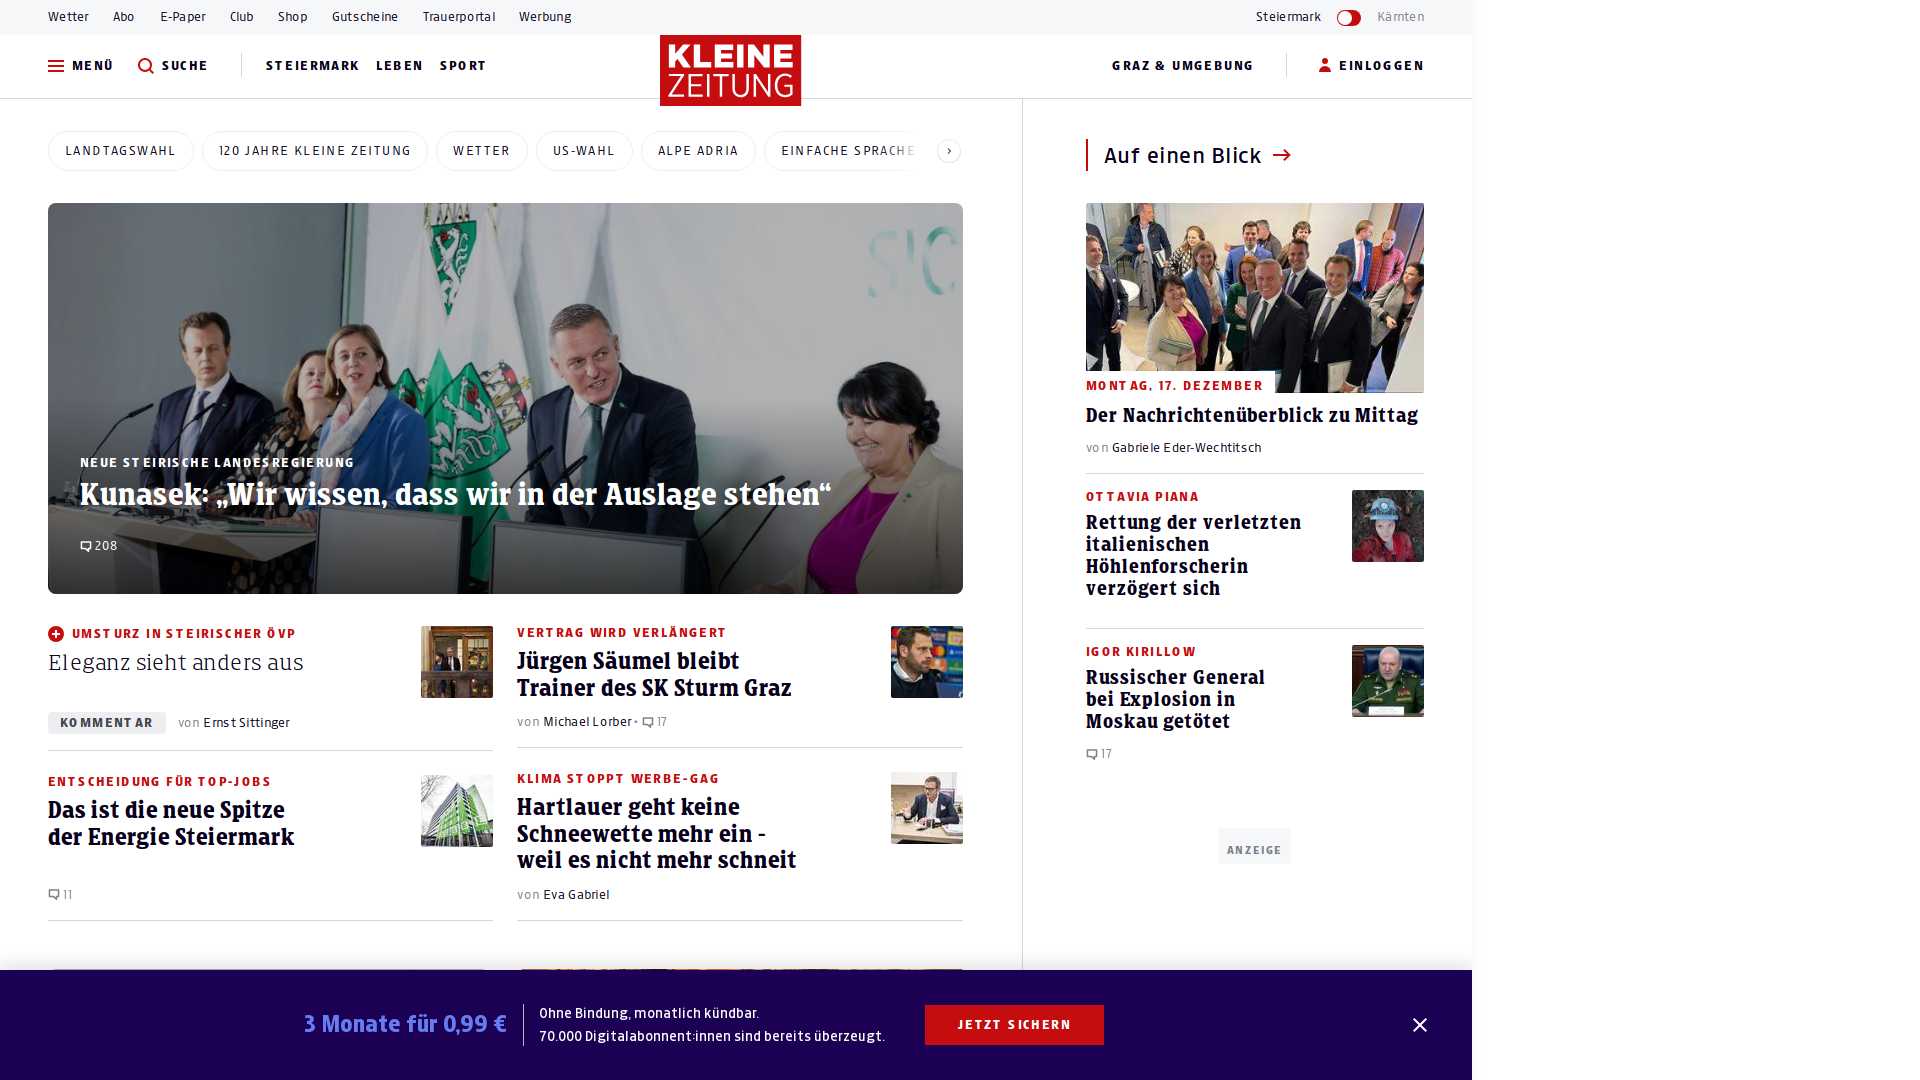 Wetter Abo E-Paper Club Shop Gutscheine Trauerportal Werbung Steiermark Kärnten
MENÜ SUCHE STEIERMARK LEBEN SPORT KLEINE ZEITUNG GRAZ & UMGEBUNG EINLOGGEN
LANDTAGSWAHL 120 JAHRE KLEINE ZEITUNG WETTER US-WAHL ALPE ADRIA EINFACHE SPRACHE
SIC
NEUE STEIRISCHE LANDESREGIERUNG
Kunasek: „Wir wissen, dass wir in der Auslage stehen“
208
UMSTURZ IN STEIRISCHER ÖVP
Eleganz sieht anders aus
KOMMENTAR von Ernst Sittinger
VERTRAG WIRD VERLÄNGERT
Jürgen Säumel bleibt
Trainer des SK Sturm Graz
von Michael Lorber • 17
ENTSCHEIDUNG FÜR TOP-JOBS
Das ist die neue Spitze
der Energie Steiermark
11
KLIMA STOPPT WERBE-GAG
Hartlauer geht keine
Schneewette mehr ein -
weil es nicht mehr schneit
von Eva Gabriel
Auf einen Blick
MONTAG, 17. DEZEMBER
Der Nachrichtenüberblick zu Mittag
von Gabriele Eder-Wechtitsch
OTTAVIA PIANA
Rettung der verletzten
italienischen
Höhlenforscherin
verzögert sich
IGOR KIRILLOW
Russischer General
bei Explosion in
Moskau getötet
17
ANZEIGE
3 Monate für 0,99 €
Ohne Bindung, monatlich kündbar.
70.000 Digitalabonnent:innen sind bereits überzeugt.
JETZT SICHERN